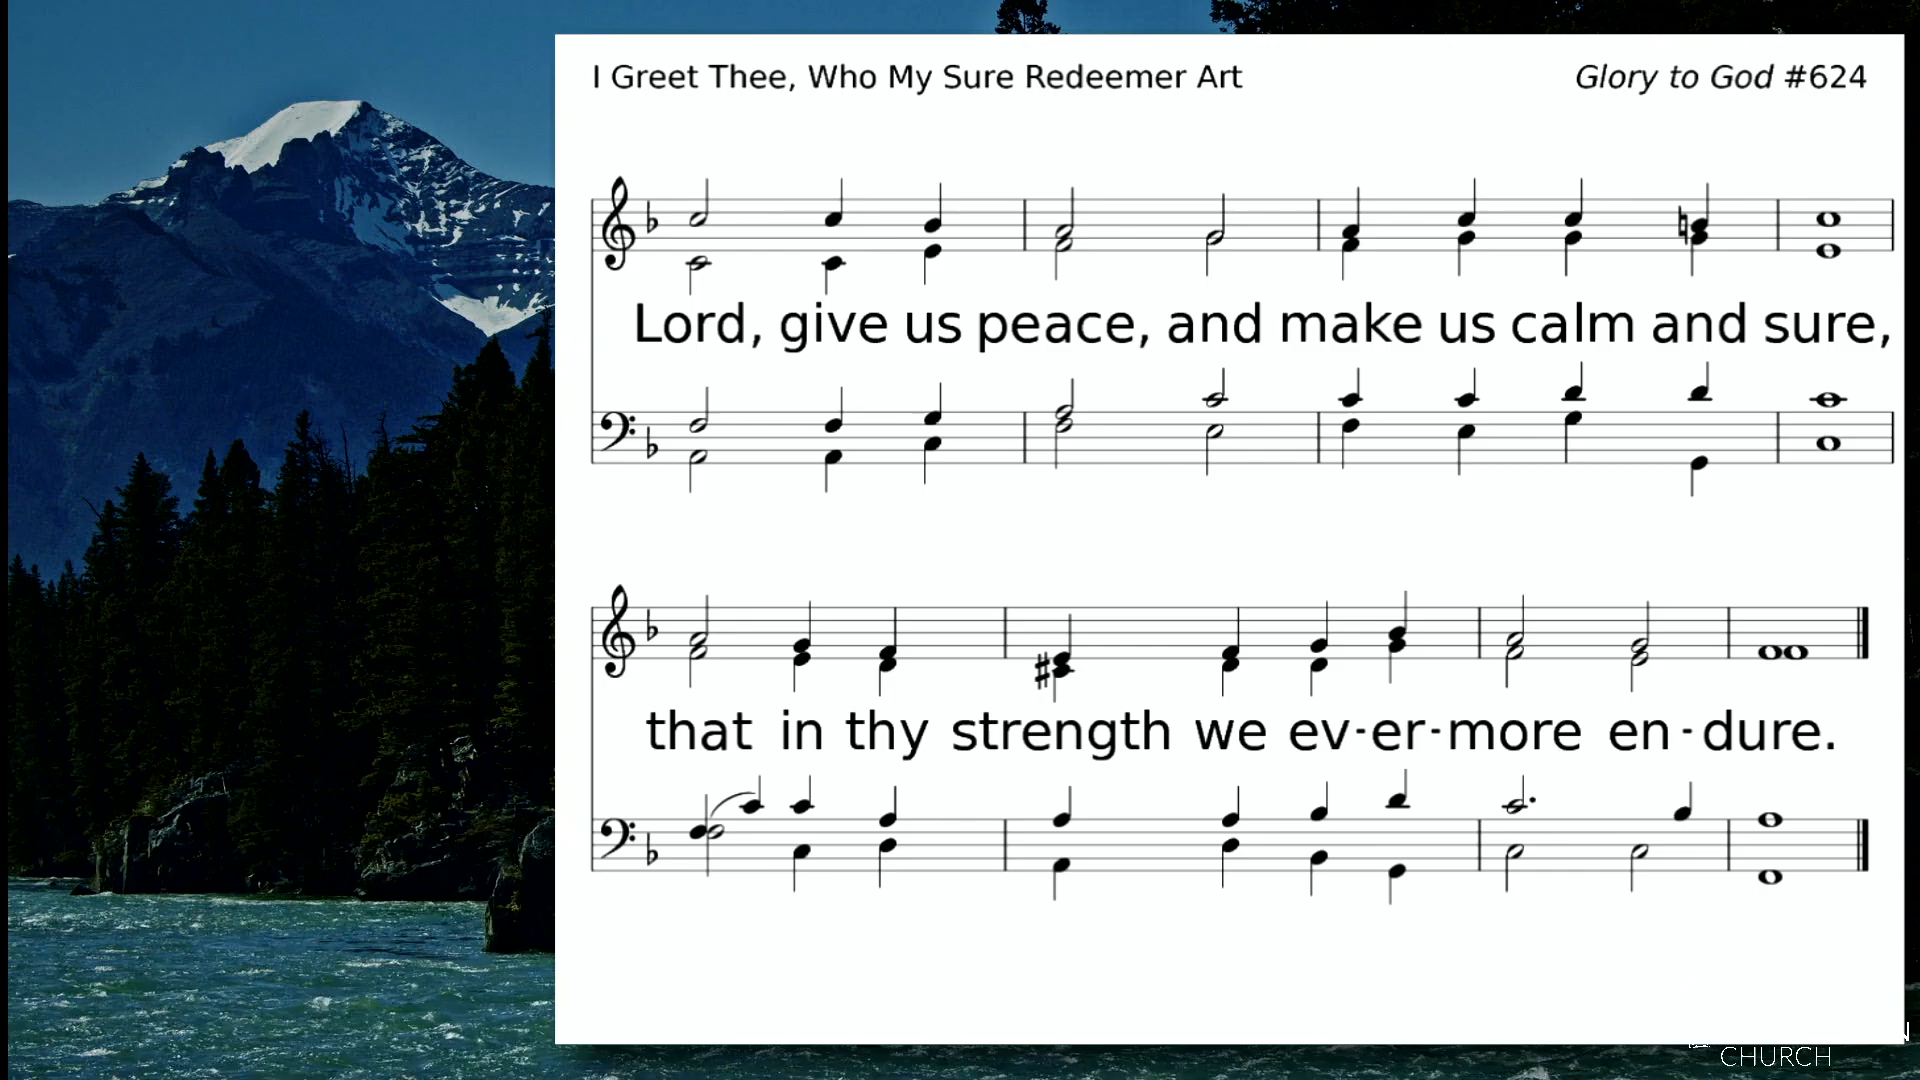 I Greet Thee, Who My Sure Redeemer Art
Glory to God #624
Lord, give us peace, and make us calm and sure,
that in thy strength we ev-er-more en-dure.
CHURCH